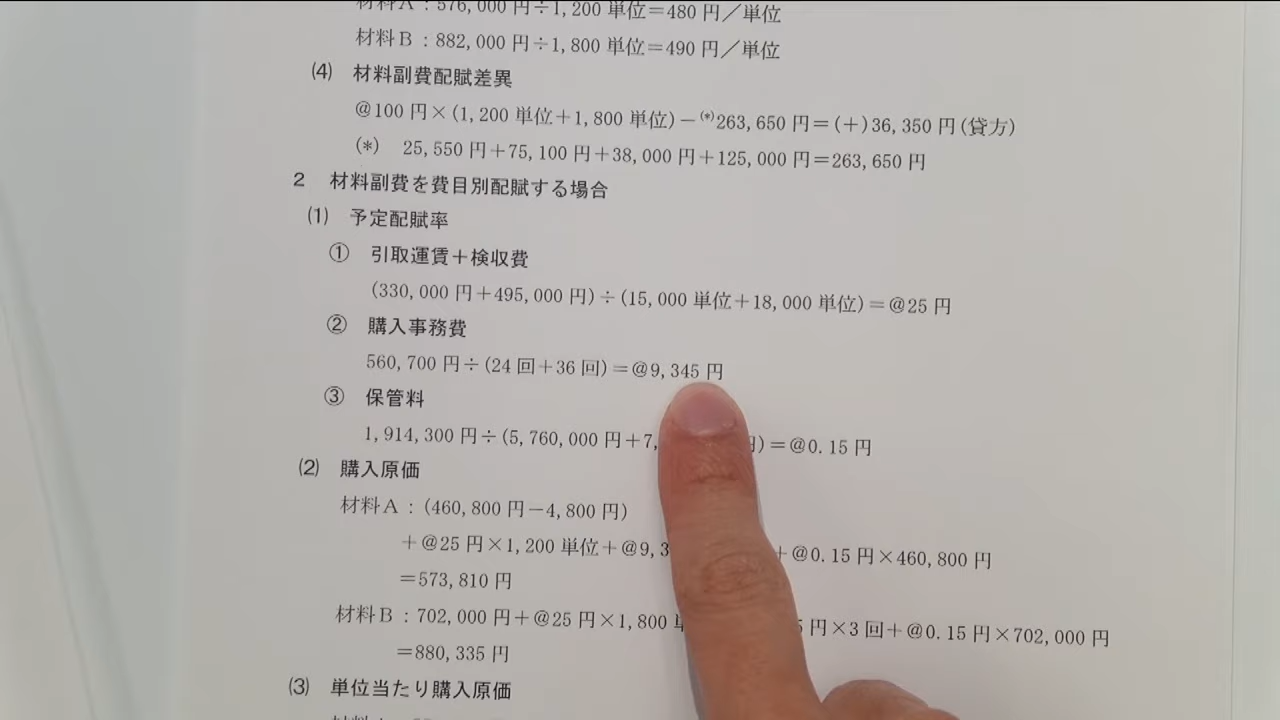 材料A：576,000円÷1,200単位＝480円／単位
材料B：882,000円÷1,800単位＝490円／単位
(4) 材料副費配賦差異
@100円×(1,200単位＋1,800単位)－(*)263,650円＝(＋)36,350円(貸方)
(*) 25,550円＋75,100円＋38,000円＋125,000円＝263,650円
2 材料副費を費目別配賦する場合
(1) 予定配賦率
① 引取運賃＋検収費
(330,000円＋495,000円)÷(15,000単位＋18,000単位)＝@25円
② 購入事務費
560,700円÷(24回＋36回)＝@9,345円
③ 保管料
1,914,300円÷(5,760,000円＋7, )＝@0.15円
(2) 購入原価
材料A：(460,800円－4,800円)
＋@25円×1,200単位＋@9,3 ＋@0.15円×460,800円
＝573,810円
材料B：702,000円＋@25円×1,800 円×3回＋@0.15円×702,000円
＝880,335円
(3) 単位当たり購入原価